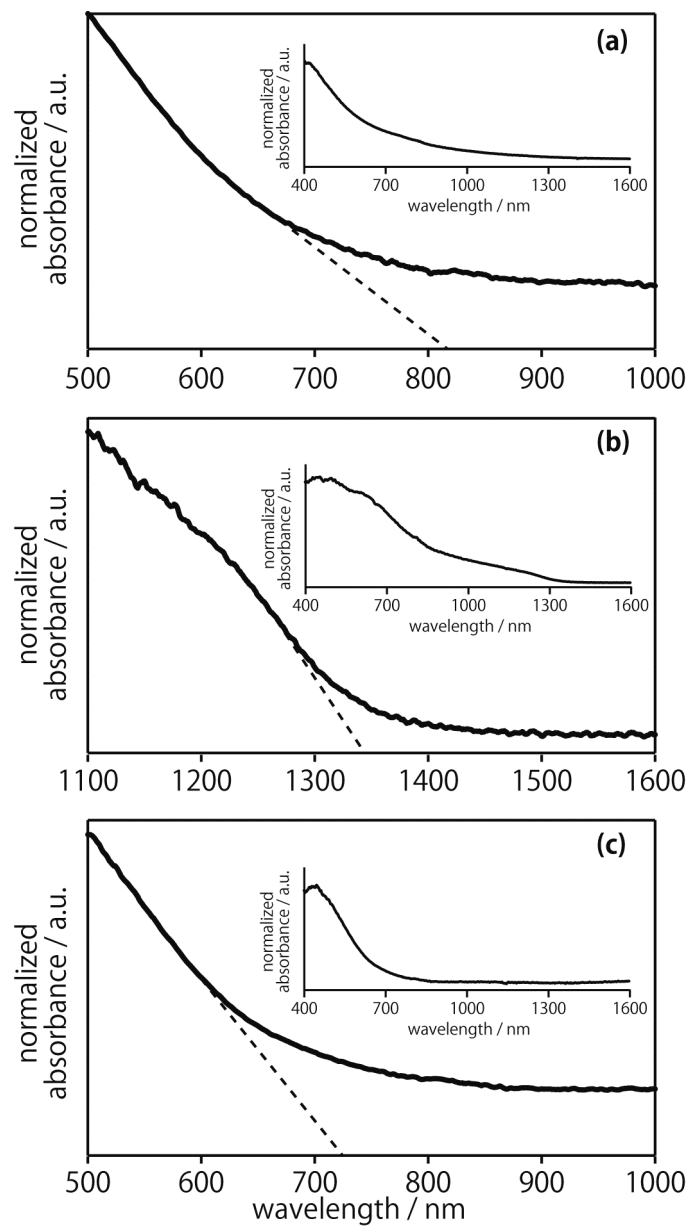 (a)
normalized
absorbance / a.u.
normalized
absorbance / a.u.
400 700 1000 1300 1600
wavelength / nm
500 600 700 800 900 1000
(b)
normalized
absorbance / a.u.
normalized
absorbance / a.u.
400 700 1000 1300 1600
wavelength / nm
1100 1200 1300 1400 1500 1600
(c)
normalized
absorbance / a.u.
normalized
absorbance / a.u.
400 700 1000 1300 1600
wavelength / nm
500 600 700 800 900 1000
wavelength / nm